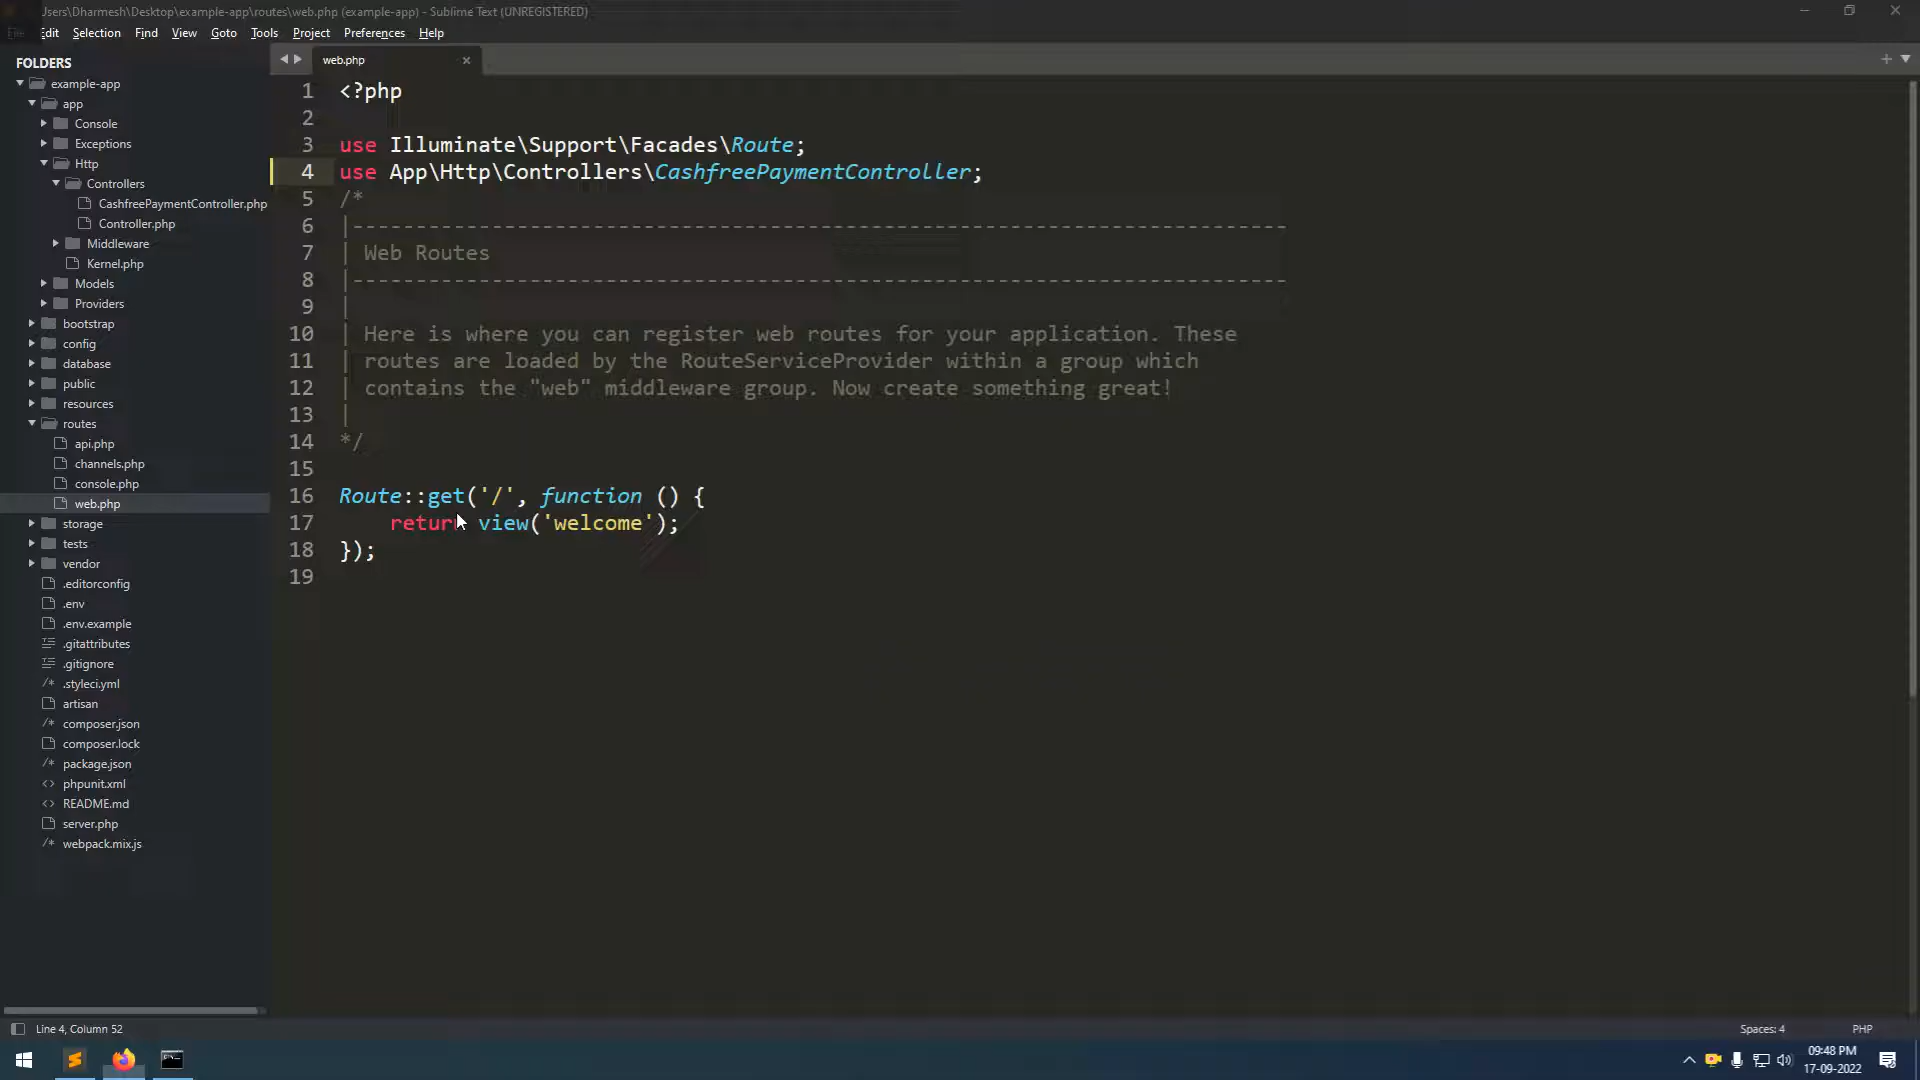 Jsers\Dharmesh\Desktop\example-app\routes\web.php (example-app) - Sublime Text (UNREGISTERED)
File Edit Selection Find View Goto Tools Project Preferences Help
FOLDERS
example-app
app
Console
Exceptions
Http
Controllers
CashfreePaymentController.php
Controller.php
Middleware
Kernel.php
Models
Providers
bootstrap
config
database
public
resources
routes
api.php
channels.php
console.php
web.php
storage
tests
vendor
.editorconfig
.env
.env.example
.gitattributes
.gitignore
/* .styleci.yml
artisan
/* composer.json
composer.lock
/* package.json
<> phpunit.xml
<> README.md
server.php
/* webpack.mix.js
web.php ×
1 <?php
2
3 use Illuminate\Support\Facades\Route;
4 use App\Http\Controllers\CashfreePaymentController;
5 /*
6 |--------------------------------------------------------------------------
7 | Web Routes
8 |--------------------------------------------------------------------------
9 |
10 | Here is where you can register web routes for your application. These
11 | routes are loaded by the RouteServiceProvider within a group which
12 | contains the "web" middleware group. Now create something great!
13 |
14 */
15
16 Route::get('/', function () {
17 return view('welcome');
18 });
19
Line 4, Column 52
Spaces: 4
PHP
09:48 PM
17-09-2022